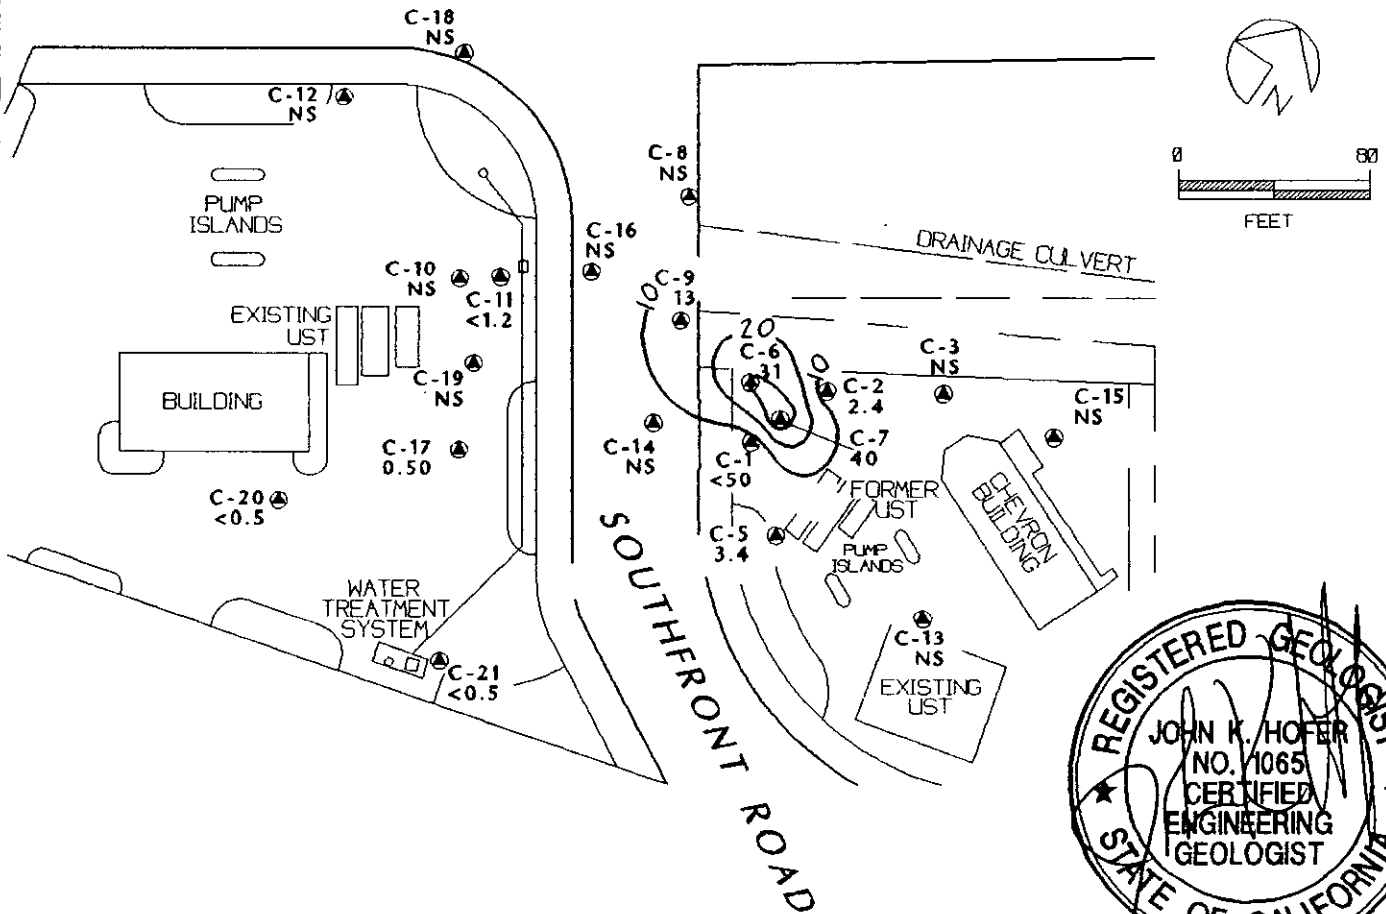 C-18
NS
C-12
NS
C-8
NS
N
0 80
FEET
PUMP
ISLANDS
C-16
NS
DRAINAGE CULVERT
C-10
NS
C-11
<1.2
C-9
13
10
EXISTING
UST
20
C-6
31
10
C-3
NS
C-19
NS
C-2
2.4
C-15
NS
BUILDING
C-17
0.50
C-14
NS
C-1
<50
C-7
40
C-20
<0.5
FORMER
UST
CHEVRON
BUILDING
C-5
3.4
PUMP
ISLANDS
SOUTHFRONT ROAD
WATER
TREATMENT
SYSTEM
C-21
<0.5
C-13
NS
EXISTING
UST
REGISTERED GEOLOGIST
JOHN K. HOFER
NO. 1065
CERTIFIED
ENGINEERING
GEOLOGIST
★ STATE OF CALIFORNIA